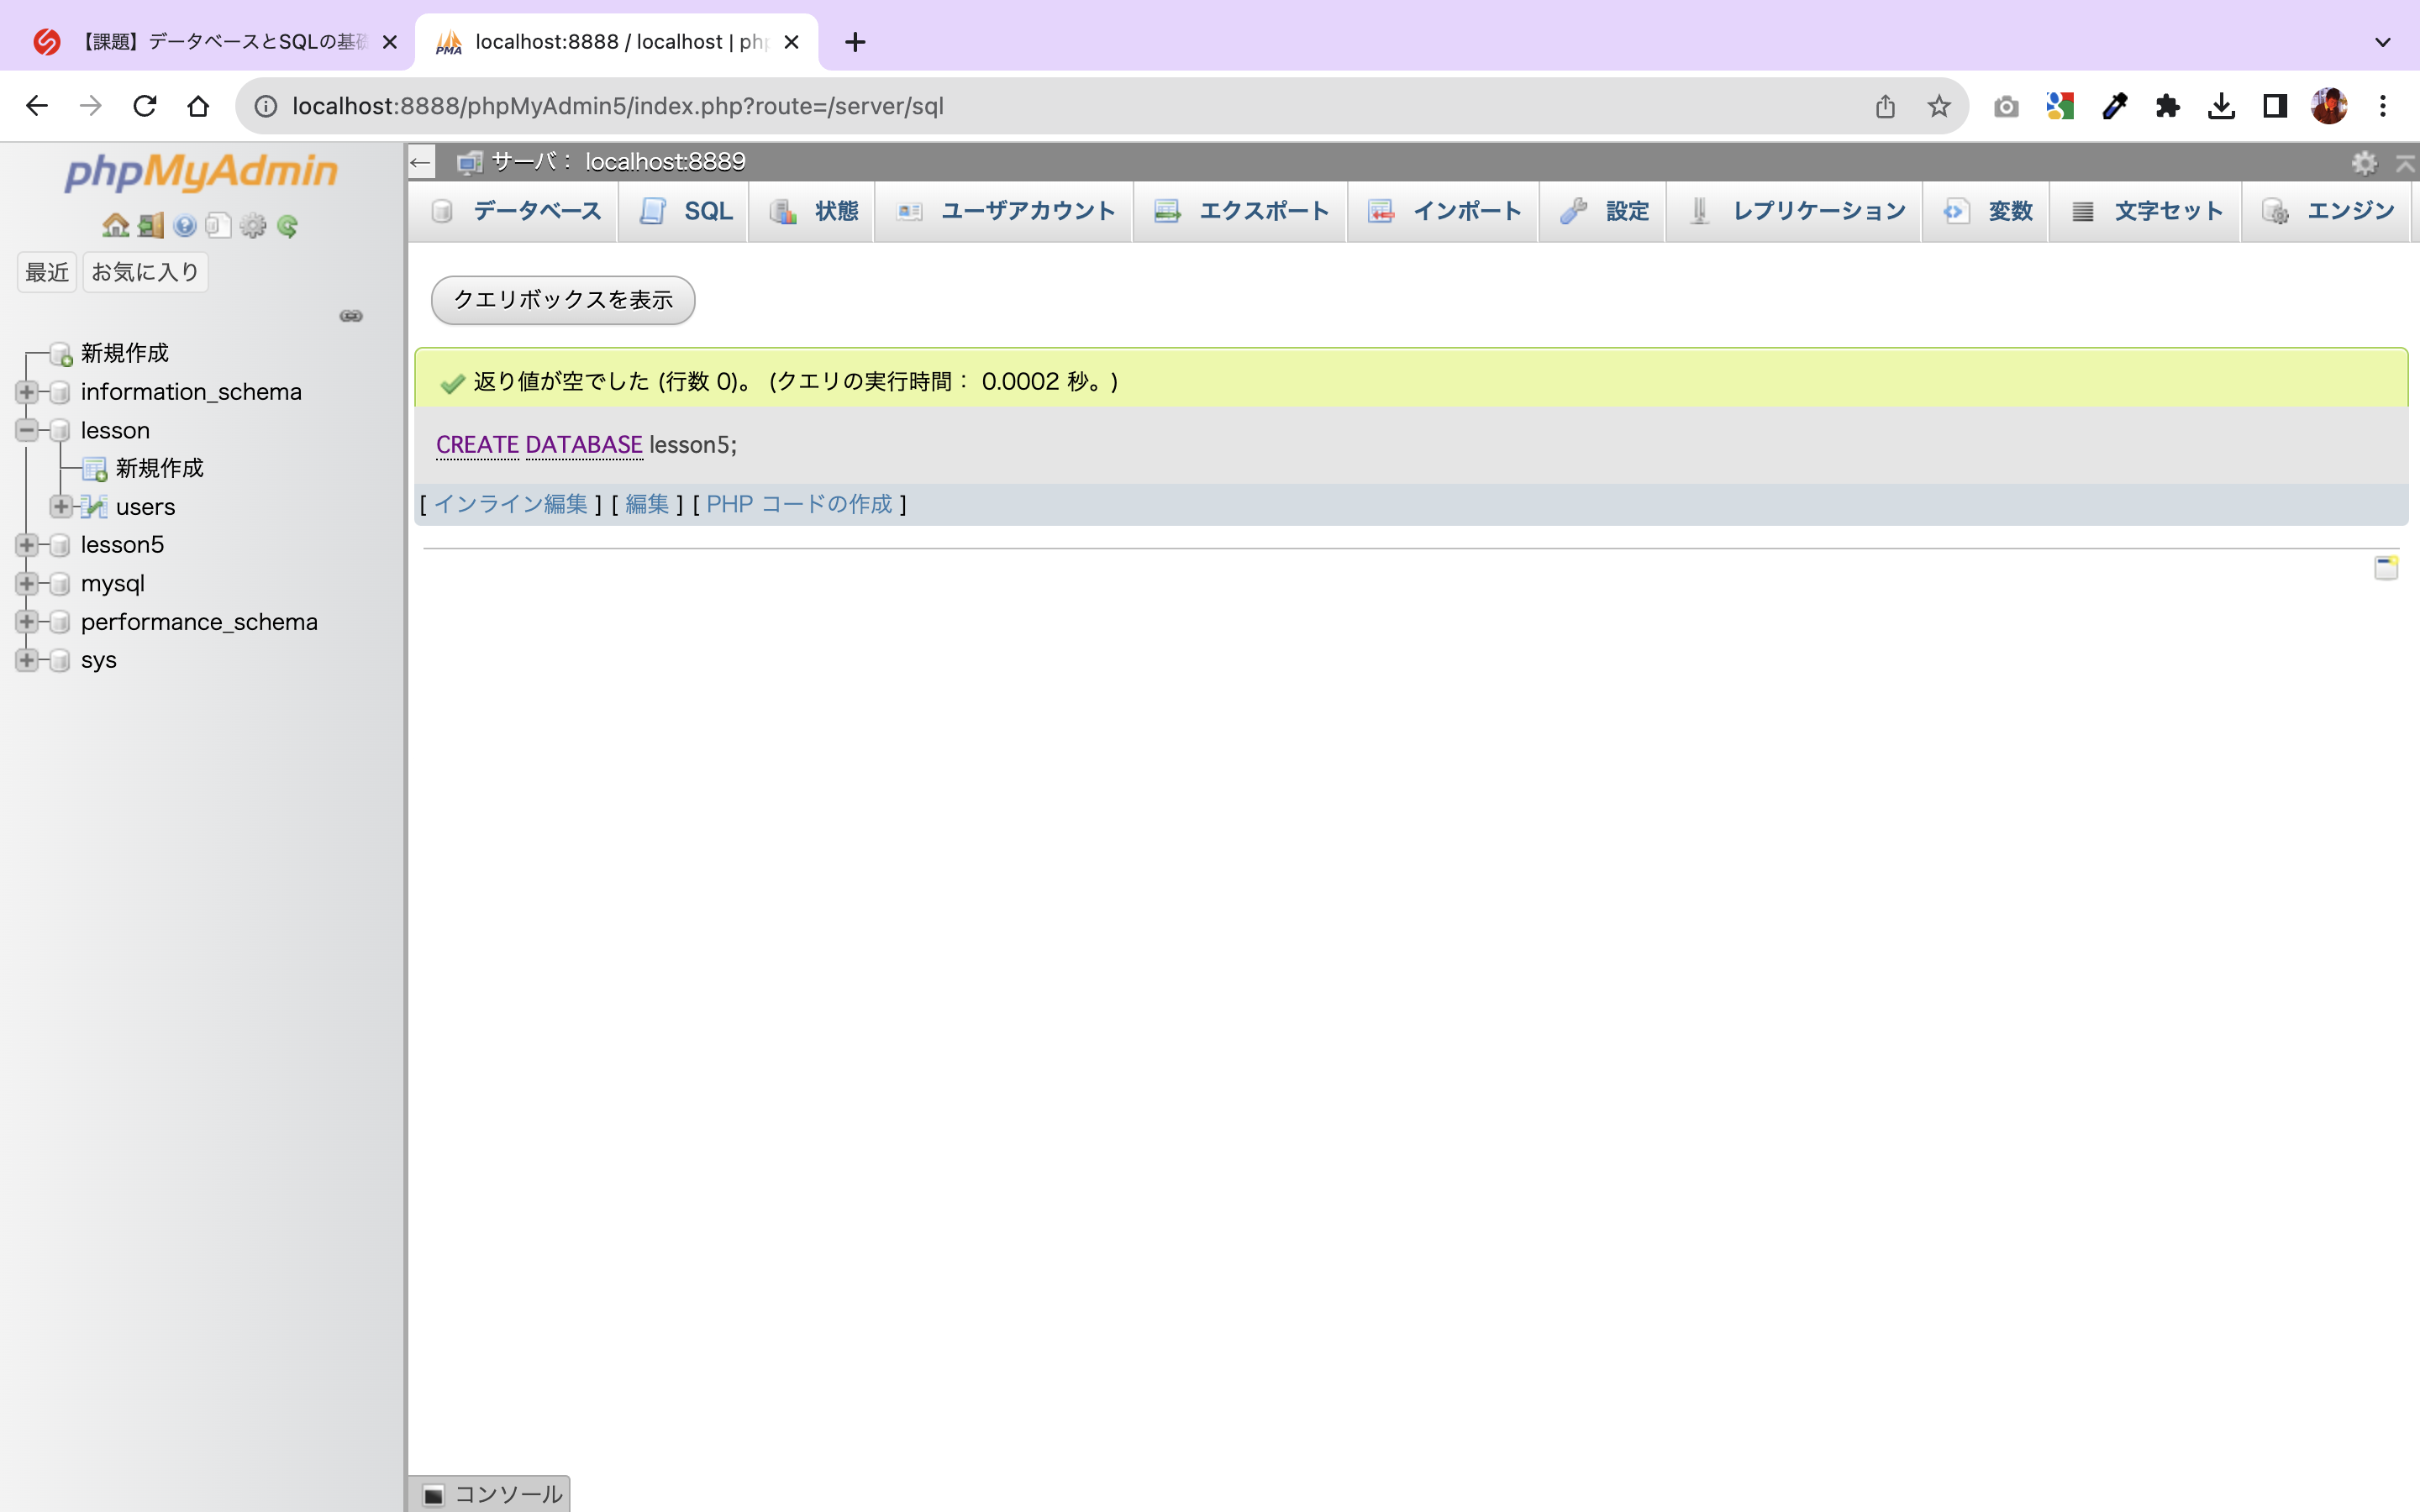 【課題】データベースとSQLの基礎
localhost:8888 / localhost | php
localhost:8888/phpMyAdmin5/index.php?route=/server/sql
phpMyAdmin
最近 お気に入り
新規作成
information_schema
lesson
新規作成
users
lesson5
mysql
performance_schema
sys
サーバ： localhost:8889
データベース SQL 状態 ユーザアカウント エクスポート インポート 設定 レプリケーション 変数 文字セット エンジン
クエリボックスを表示
返り値が空でした (行数 0)。 (クエリの実行時間： 0.0002 秒。)
CREATE DATABASE lesson5;
[ インライン編集 ] [ 編集 ] [ PHP コードの作成 ]
コンソール